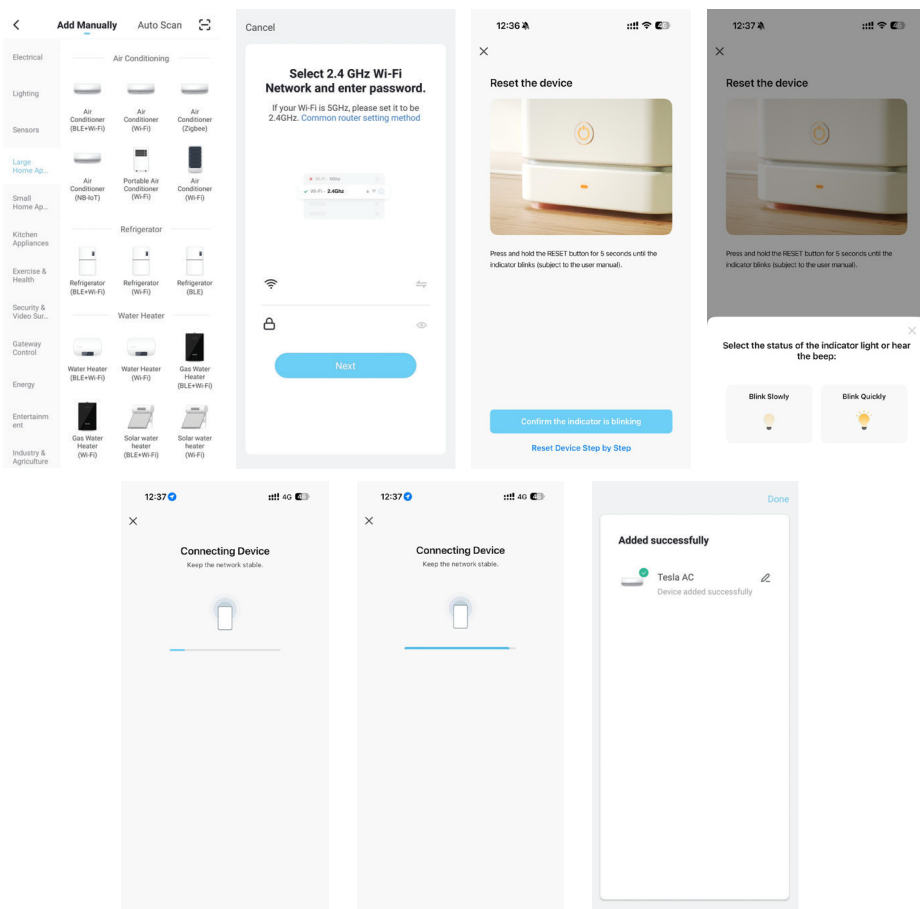 Add Manually
Auto Scan
Electrical
Lighting
Sensors
Large
Home Ap...
Small
Home Ap...
Kitchen
Appliances
Exercise &
Health
Security &
Video Sur...
Gateway
Control
Energy
Entertainm
ent
Industry &
Agriculture
Air Conditioning
Air
Conditioner
(BLE+Wi-Fi)
Air
Conditioner
(Wi-Fi)
Air
Conditioner
(Zigbee)
Air
Conditioner
(NB-IoT)
Portable Air
Conditioner
(Wi-Fi)
Air
Conditioner
(Wi-Fi)
Refrigerator
Refrigerator
(BLE+Wi-Fi)
Refrigerator
(Wi-Fi)
Refrigerator
(BLE)
Water Heater
Water Heater
(BLE+Wi-Fi)
Water Heater
(Wi-Fi)
Gas Water
Heater
(BLE+Wi-Fi)
Gas Water
Heater
(Wi-Fi)
Solar water
heater
(BLE+Wi-Fi)
Solar water
heater
(Wi-Fi)
Cancel
Select 2.4 GHz Wi-Fi
Network and enter password.
If your Wi-Fi is 5GHz, please set it to be
2.4GHz. Common router setting method
Wi-Fi - 5Ghz
Wi-Fi - 2.4Ghz
Next
12:36
Reset the device
Press and hold the RESET button for 5 seconds until the
indicator blinks (subject to the user manual).
Confirm the indicator is blinking
Reset Device Step by Step
12:37
Reset the device
Press and hold the RESET button for 5 seconds until the
indicator blinks (subject to the user manual).
Select the status of the indicator light or hear
the beep:
Blink Slowly
Blink Quickly
12:37
4G
Connecting Device
Keep the network stable.
12:37
4G
Connecting Device
Keep the network stable.
Done
Added successfully
Tesla AC
Device added successfully